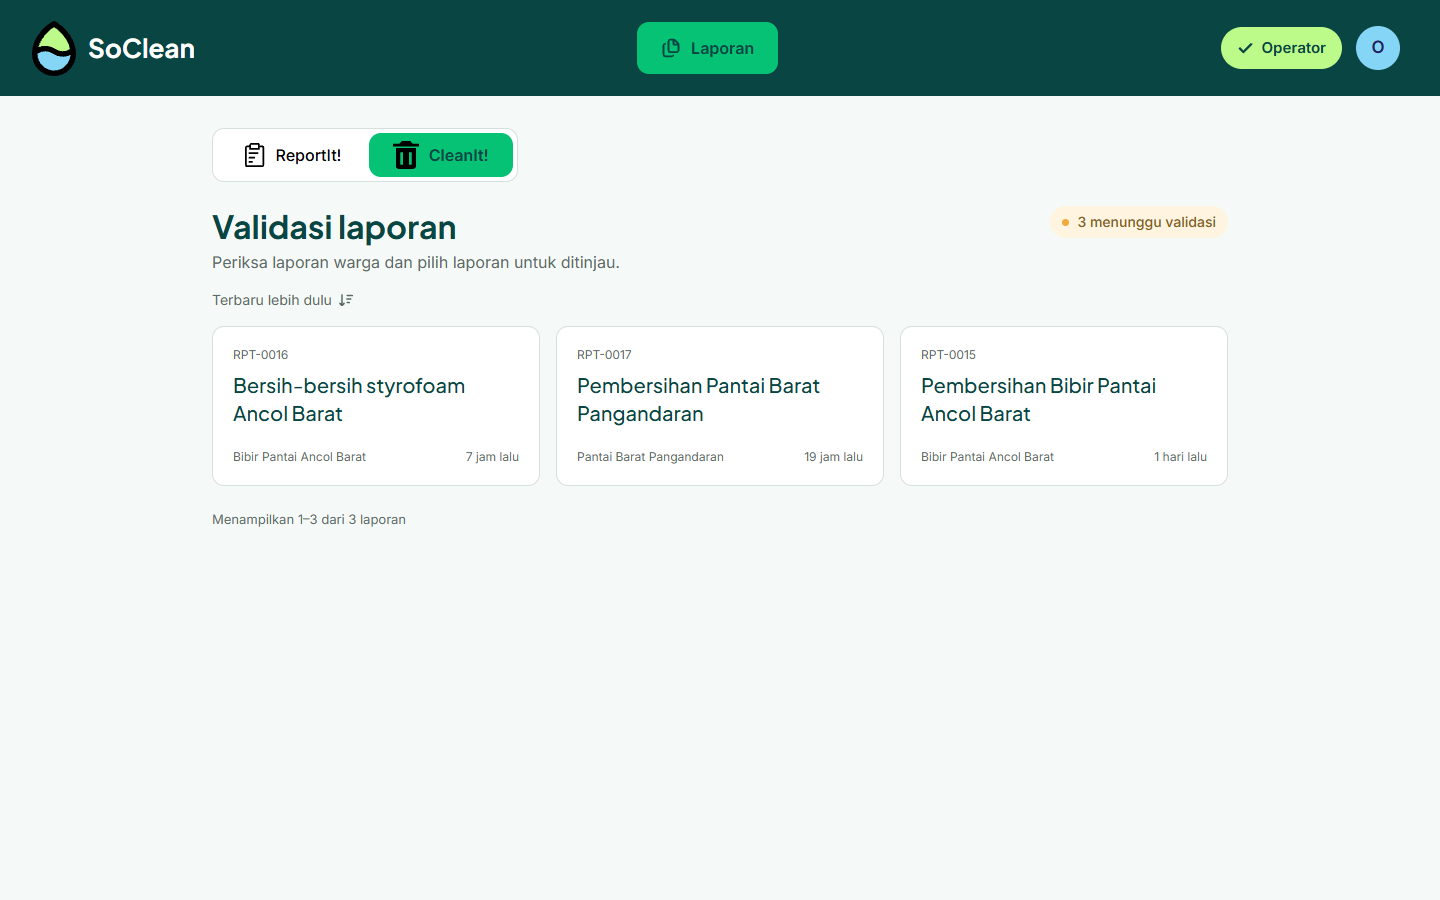 SoClean
Laporan
Operator
O
ReportIt!
CleanIt!
Validasi laporan
3 menunggu validasi
Periksa laporan warga dan pilih laporan untuk ditinjau.
Terbaru lebih dulu
RPT-0016
Bersih-bersih styrofoam
Ancol Barat
Bibir Pantai Ancol Barat
7 jam lalu
RPT-0017
Pembersihan Pantai Barat
Pangandaran
Pantai Barat Pangandaran
19 jam lalu
RPT-0015
Pembersihan Bibir Pantai
Ancol Barat
Bibir Pantai Ancol Barat
1 hari lalu
Menampilkan 1–3 dari 3 laporan